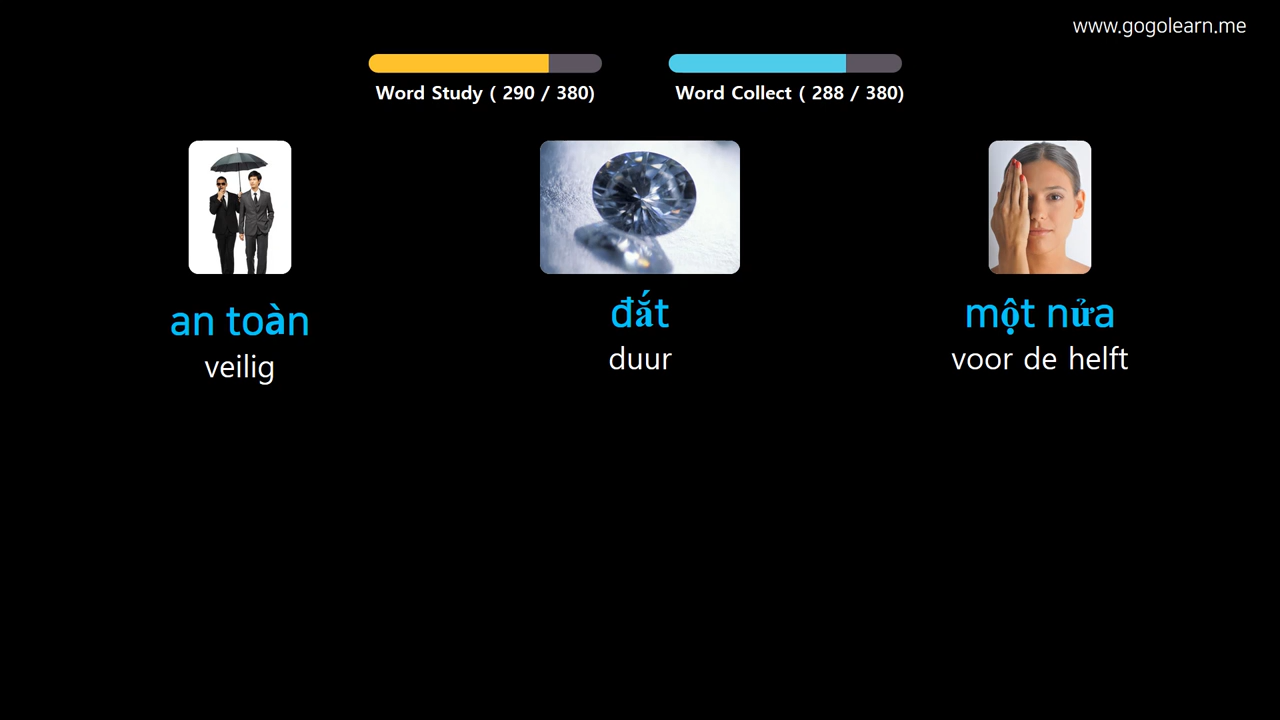 www.gogolearn.me
Word Study ( 290 / 380)
Word Collect ( 288 / 380)
an toàn
đắt
một nửa
veilig
duur
voor de helft